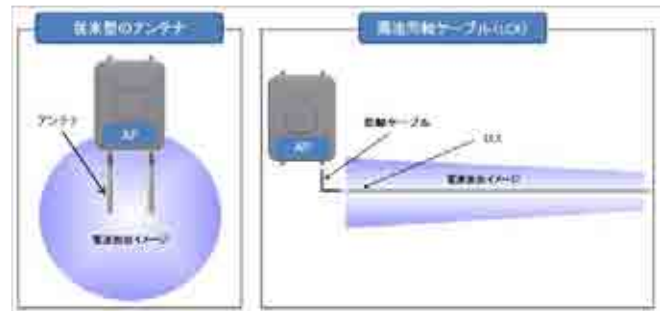 従来型のアンテナ
アンテナ
AP
電波放出イメージ
漏洩同軸ケーブル(LCX)
AP
同軸ケーブル
LCX
電波放出イメージ